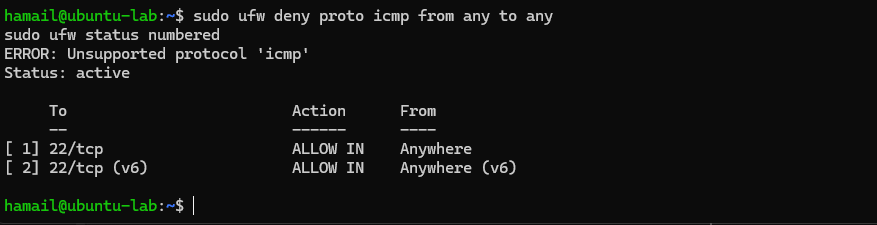 hamail@ubuntu-lab:~$ sudo ufw deny proto icmp from any to any
sudo ufw status numbered
ERROR: Unsupported protocol 'icmp'
Status: active

     To                         Action      From
     --                         ------      ----
[ 1] 22/tcp                     ALLOW IN    Anywhere
[ 2] 22/tcp (v6)                ALLOW IN    Anywhere (v6)

hamail@ubuntu-lab:~$